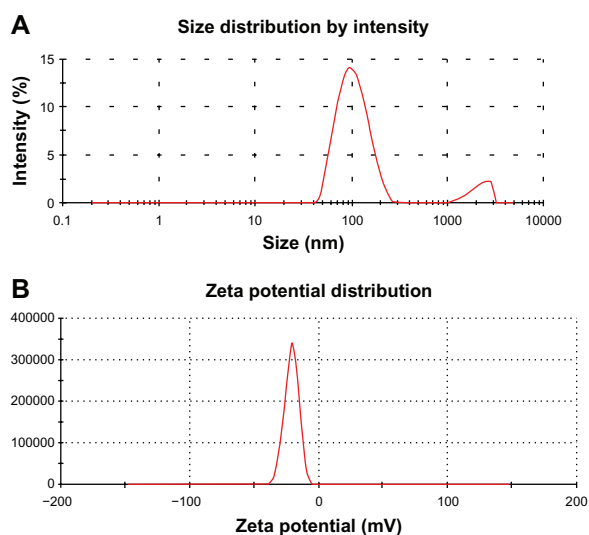 A
Size distribution by intensity
15
10
5
0
Intensity (%)
0.1 1 10 100 1000 10000
Size (nm)
B
Zeta potential distribution
400000
300000
200000
100000
0
−200 −100 0 100 200
Zeta potential (mV)